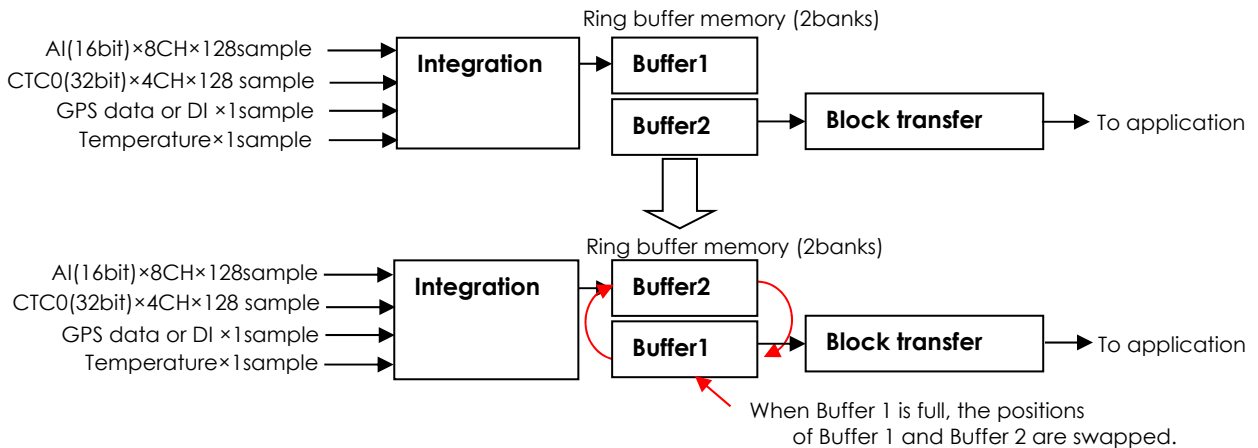 Ring buffer memory (2banks)
AI(16bit)×8CH×128sample
CTC0(32bit)×4CH×128 sample
GPS data or DI ×1sample
Temperature×1sample
Integration
Buffer1
Buffer2
Block transfer
To application
Ring buffer memory (2banks)
AI(16bit)×8CH×128sample
CTC0(32bit)×4CH×128 sample
GPS data or DI ×1sample
Temperature×1sample
Integration
Buffer2
Buffer1
Block transfer
To application
When Buffer 1 is full, the positions
of Buffer 1 and Buffer 2 are swapped.